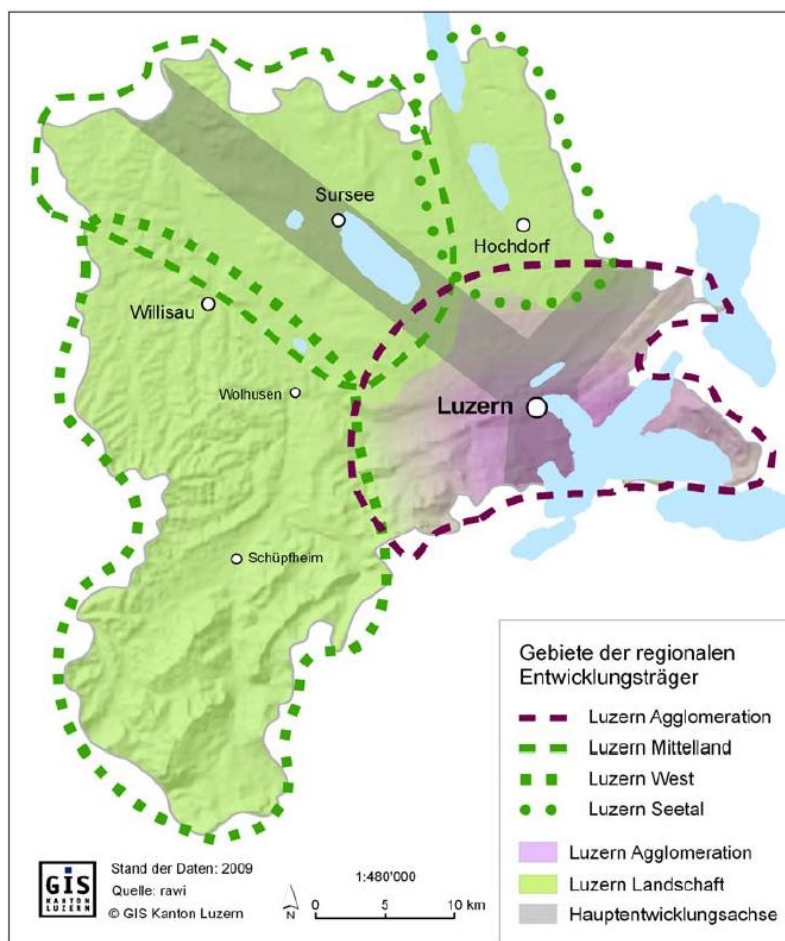 Sursee
Hochdorf
Willisau
Wolhusen
Luzern
Schüpfheim
Gebiete der regionalen
Entwicklungsträger
Luzern Agglomeration
Luzern Mittelland
Luzern West
Luzern Seetal
Luzern Agglomeration
Luzern Landschaft
Hauptentwicklungsachse
GIS
KANTON
LUZERN
Stand der Daten: 2009
Quelle: rawi
© GIS Kanton Luzern
N
1:480'000
0 5 10 km